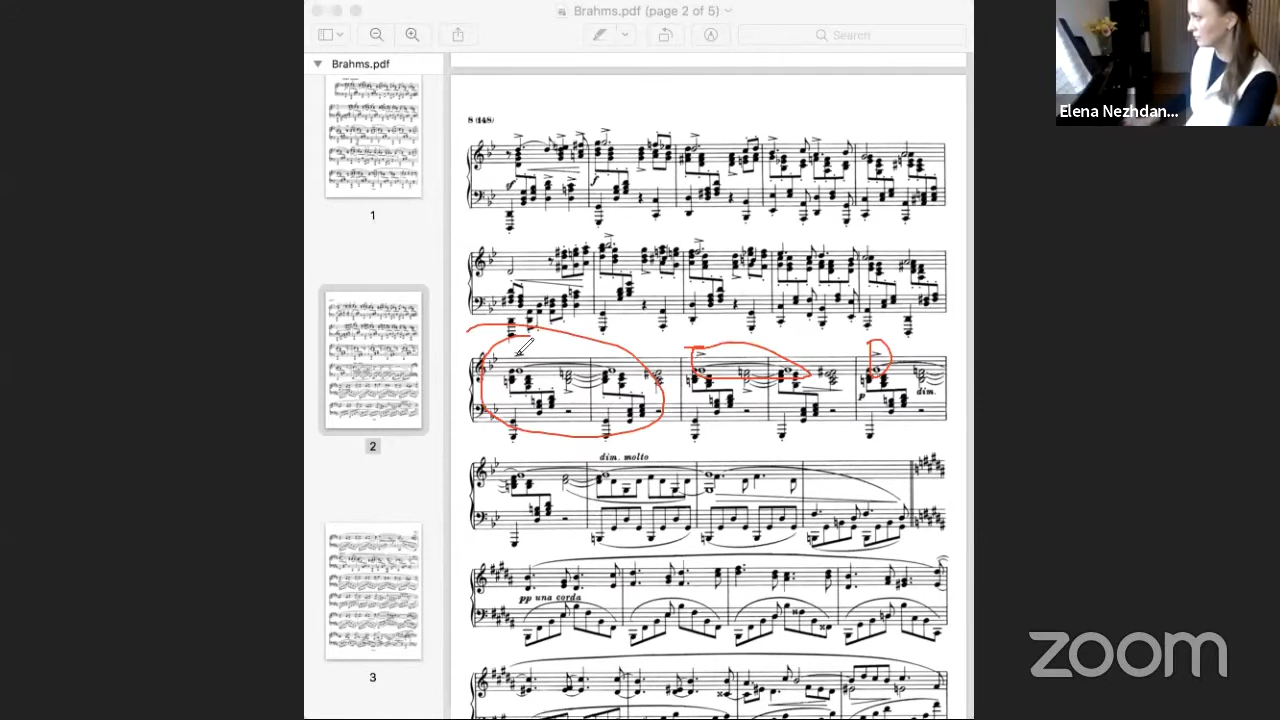 Brahms.pdf (page 2 of 5)
Search
Brahms.pdf
1
2
3
8 (148)
f
f
p
dim.
dim. molto
pp una corda
Elena Nezhdan...
zoom